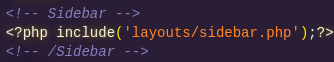 <!-- Sidebar -->
<?php include('layouts/sidebar.php');?>
<!-- /Sidebar -->